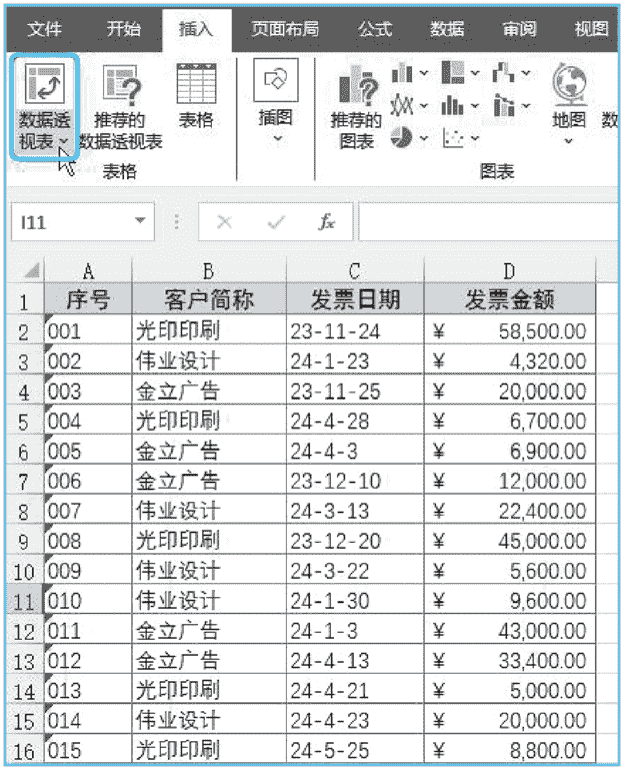 文件 开始 插入 页面布局 公式 数据 审阅 视图
数据透
视表
推荐的
数据透视表
表格
插图
推荐的
图表
地图
数
表格
图表
I11
fx
A B C D
1 序号 客户简称 发票日期 发票金额
2 001 光印印刷 23-11-24 ¥ 58,500.00
3 002 伟业设计 24-1-23 ¥ 4,320.00
4 003 金立广告 23-11-25 ¥ 20,000.00
5 004 光印印刷 24-4-28 ¥ 6,700.00
6 005 金立广告 24-4-3 ¥ 6,900.00
7 006 金立广告 23-12-10 ¥ 12,000.00
8 007 伟业设计 24-3-13 ¥ 22,400.00
9 008 光印印刷 23-12-20 ¥ 45,000.00
10 009 伟业设计 24-3-22 ¥ 5,600.00
11 010 伟业设计 24-1-30 ¥ 9,600.00
12 011 金立广告 24-1-3 ¥ 43,000.00
13 012 金立广告 24-4-13 ¥ 33,400.00
14 013 光印印刷 24-4-21 ¥ 5,000.00
15 014 伟业设计 24-4-23 ¥ 20,000.00
16 015 光印印刷 24-5-25 ¥ 8,800.00